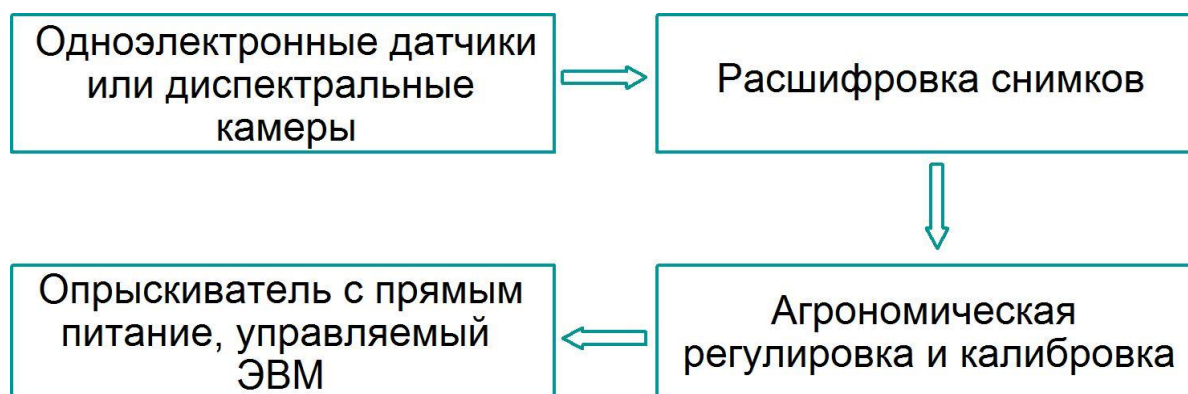 Одноэлектронные датчики
или диспектральные
камеры
Расшифровка снимков
Агрономическая
регулировка и калибровка
Опрыскиватель с прямым
питание, управляемый
ЭВМ